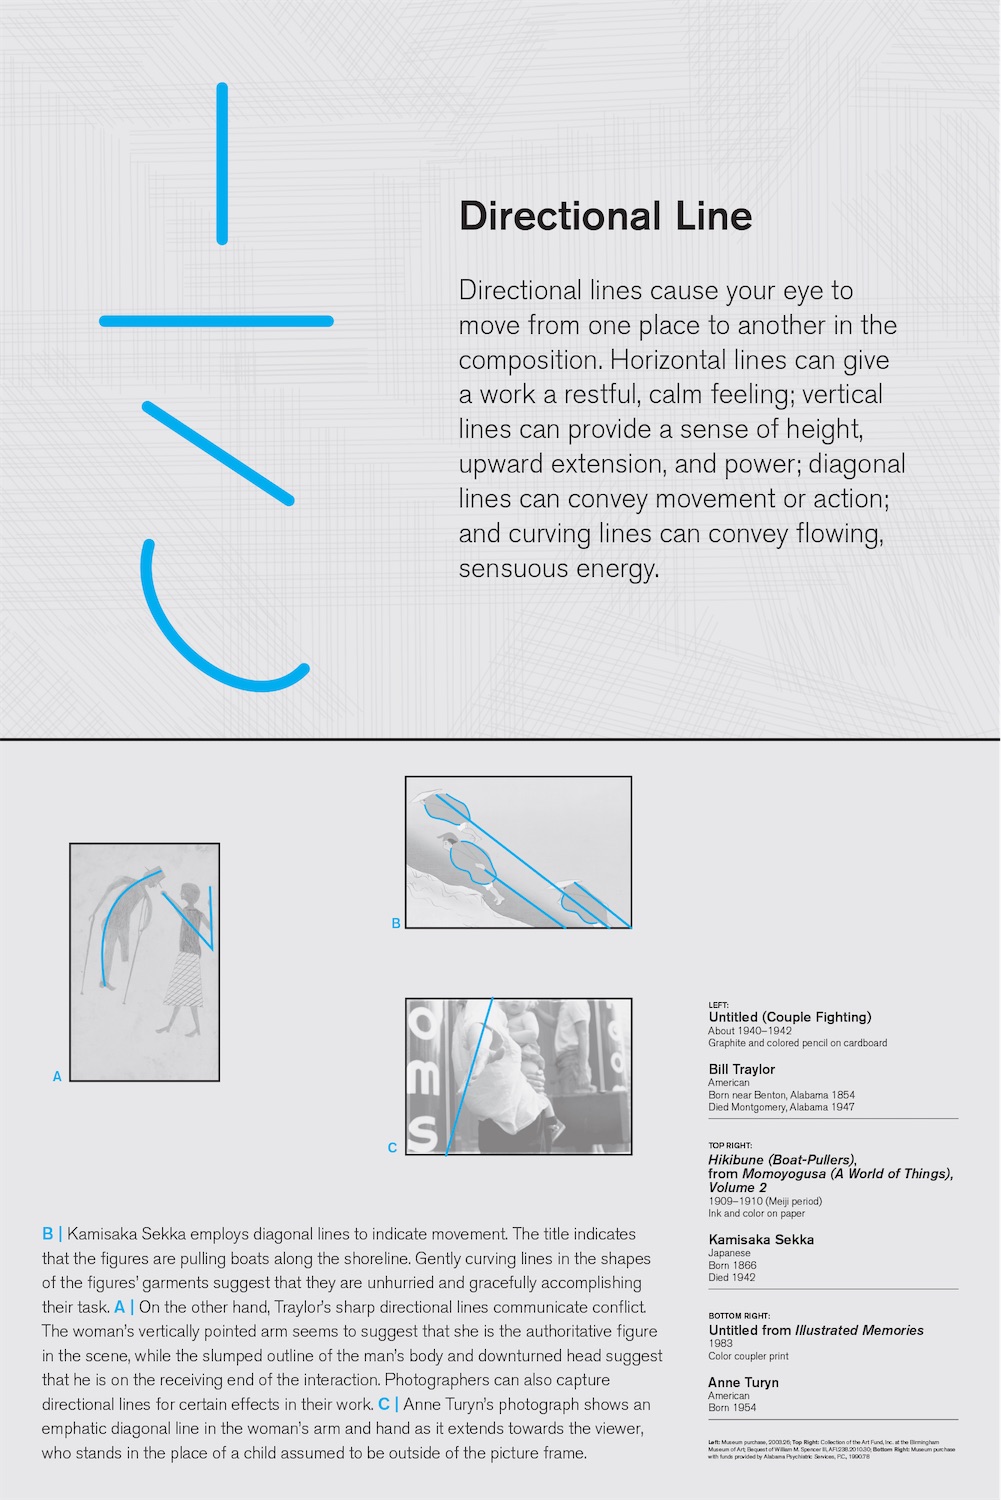 Directional Line
Directional lines cause your eye to
move from one place to another in the
composition. Horizontal lines can give
a work a restful, calm feeling; vertical
lines can provide a sense of height,
upward extension, and power; diagonal
lines can convey movement or action;
and curving lines can convey flowing,
sensuous energy.
A
B
C
oms
o
LEFT:
Untitled (Couple Fighting)
About 1940–1942
Graphite and colored pencil on cardboard
Bill Traylor
American
Born near Benton, Alabama 1854
Died Montgomery, Alabama 1947
TOP RIGHT:
Hikibune (Boat-Pullers),
from Momoyogusa (A World of Things),
Volume 2
1909–1910 (Meiji period)
Ink and color on paper
Kamisaka Sekka
Japanese
Born 1866
Died 1942
BOTTOM RIGHT:
Untitled from Illustrated Memories
1983
Color coupler print
Anne Turyn
American
Born 1954
Left: Museum purchase, 2003.25; Top Right: Collection of the Art Fund, Inc. at the Birmingham
Museum of Art; Bequest of William M. Spencer III, AFI.238.2010.30; Bottom Right: Museum purchase
with funds provided by Alabama Psychiatric Services, P.C., 1990.78
B | Kamisaka Sekka employs diagonal lines to indicate movement. The title indicates
that the figures are pulling boats along the shoreline. Gently curving lines in the shapes
of the figures' garments suggest that they are unhurried and gracefully accomplishing
their task. A | On the other hand, Traylor's sharp directional lines communicate conflict.
The woman's vertically pointed arm seems to suggest that she is the authoritative figure
in the scene, while the slumped outline of the man's body and downturned head suggest
that he is on the receiving end of the interaction. Photographers can also capture
directional lines for certain effects in their work. C | Anne Turyn's photograph shows an
emphatic diagonal line in the woman's arm and hand as it extends towards the viewer,
who stands in the place of a child assumed to be outside of the picture frame.